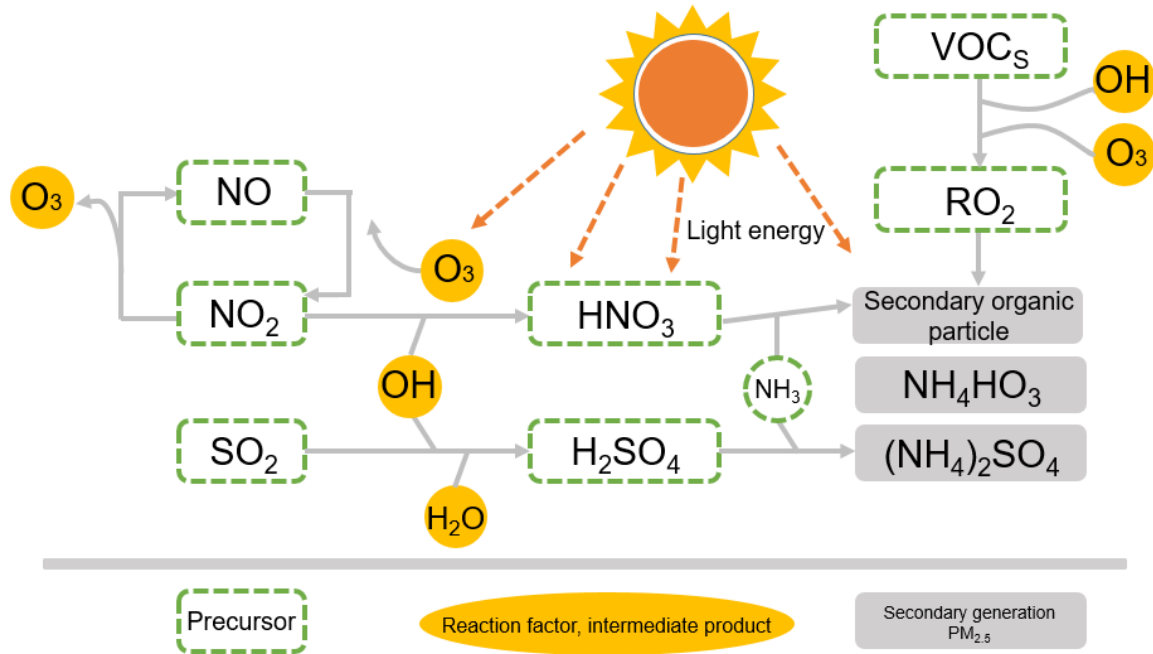 VOCS
OH
O3
NO
O3
RO2
Light energy
O3
NO2
HNO3
Secondary organic
particle
OH
NH3
NH4HO3
SO2
H2SO4
(NH4)2SO4
H2O
Precursor
Reaction factor, intermediate product
Secondary generation
PM2.5